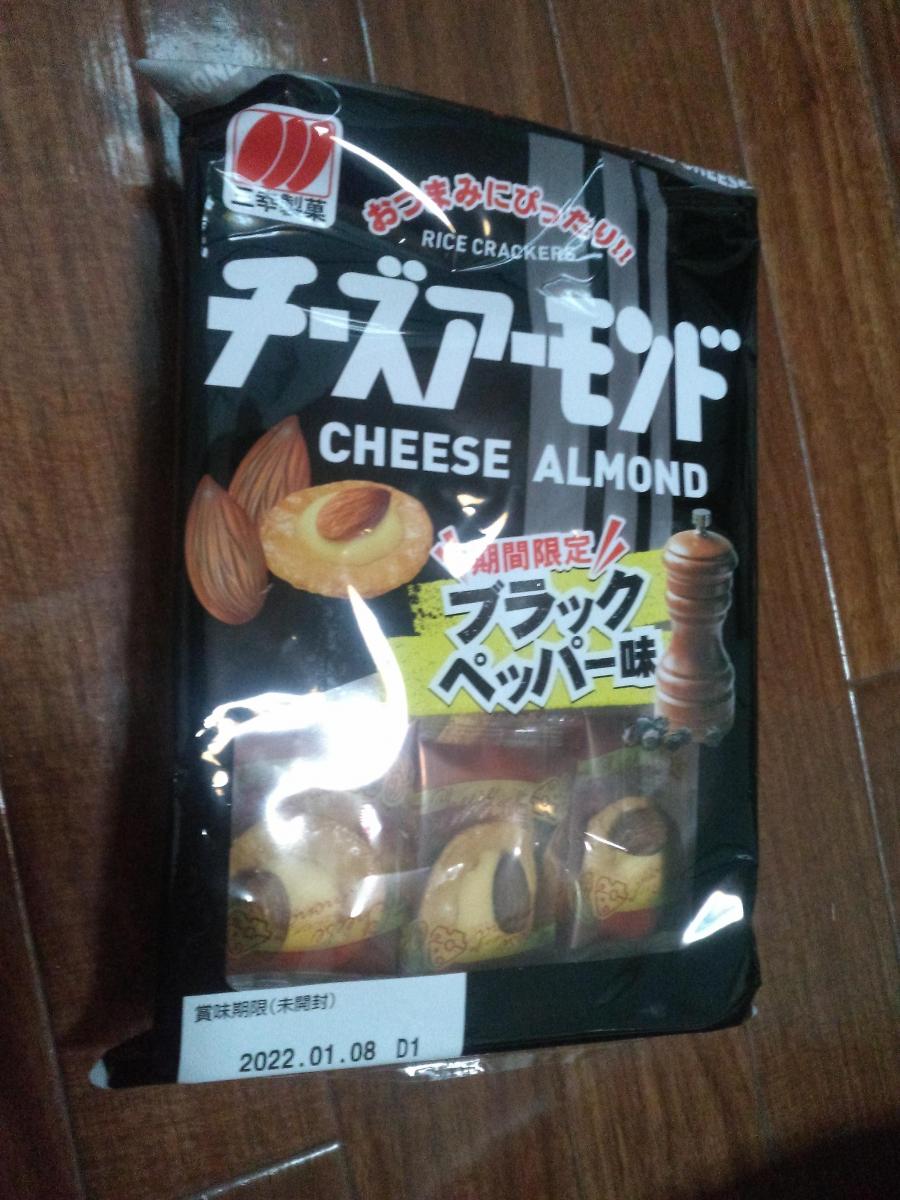 三幸製菓
おつまみにぴったり!!
RICE CRACKERS
CHEESE
チーズアーモンド
CHEESE ALMOND
期間限定
ブラック
ペッパー味
賞味期限(未開封)
2022.01.08 D1